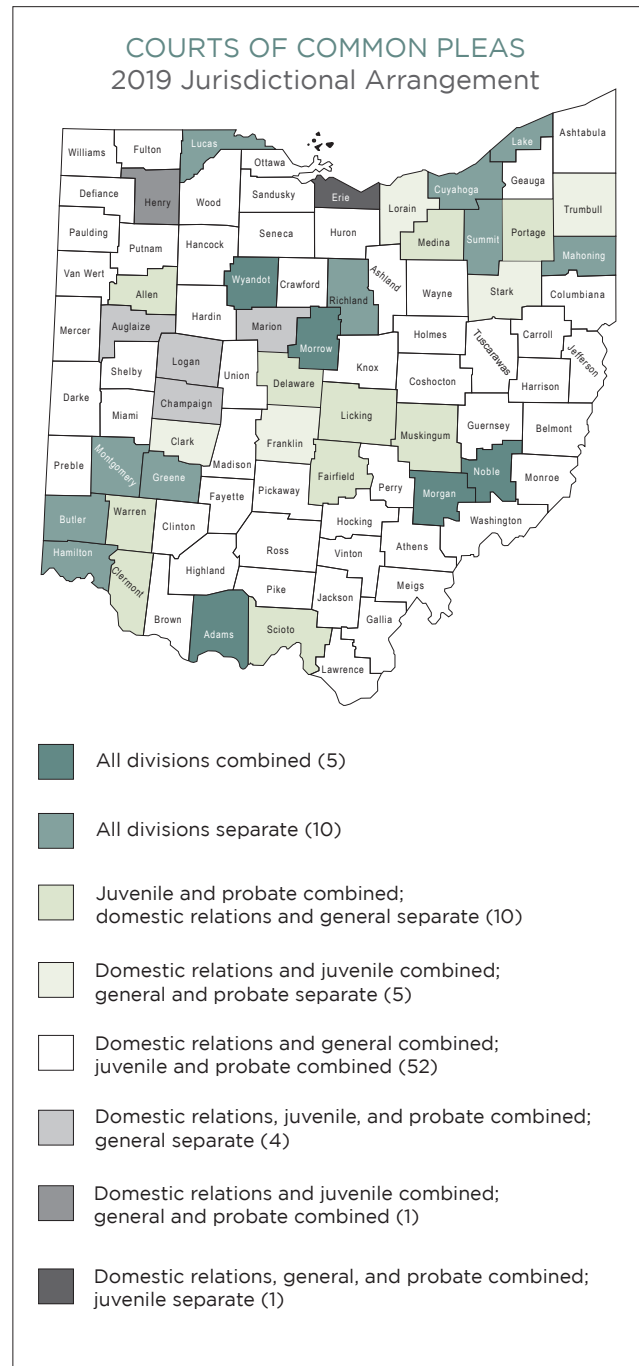 COURTS OF COMMON PLEAS
2019 Jurisdictional Arrangement
Williams
Fulton
Lucas
Ottawa
Lake
Ashtabula
Geauga
Cuyahoga
Defiance
Henry
Wood
Sandusky
Erie
Lorain
Trumbull
Paulding
Putnam
Hancock
Seneca
Huron
Medina
Summit
Portage
Mahoning
Van Wert
Allen
Wyandot
Crawford
Richland
Ashland
Wayne
Stark
Columbiana
Mercer
Auglaize
Hardin
Marion
Morrow
Holmes
Tuscarawas
Carroll
Jefferson
Shelby
Logan
Union
Knox
Coshocton
Harrison
Darke
Miami
Champaign
Delaware
Licking
Muskingum
Guernsey
Belmont
Clark
Franklin
Preble
Montgomery
Greene
Madison
Fairfield
Perry
Morgan
Noble
Monroe
Fayette
Pickaway
Washington
Butler
Warren
Clinton
Hocking
Athens
Hamilton
Clermont
Highland
Ross
Vinton
Meigs
Brown
Adams
Pike
Jackson
Gallia
Scioto
Lawrence
All divisions combined (5)
All divisions separate (10)
Juvenile and probate combined;
domestic relations and general separate (10)
Domestic relations and juvenile combined;
general and probate separate (5)
Domestic relations and general combined;
juvenile and probate combined (52)
Domestic relations, juvenile, and probate combined;
general separate (4)
Domestic relations and juvenile combined;
general and probate combined (1)
Domestic relations, general, and probate combined;
juvenile separate (1)